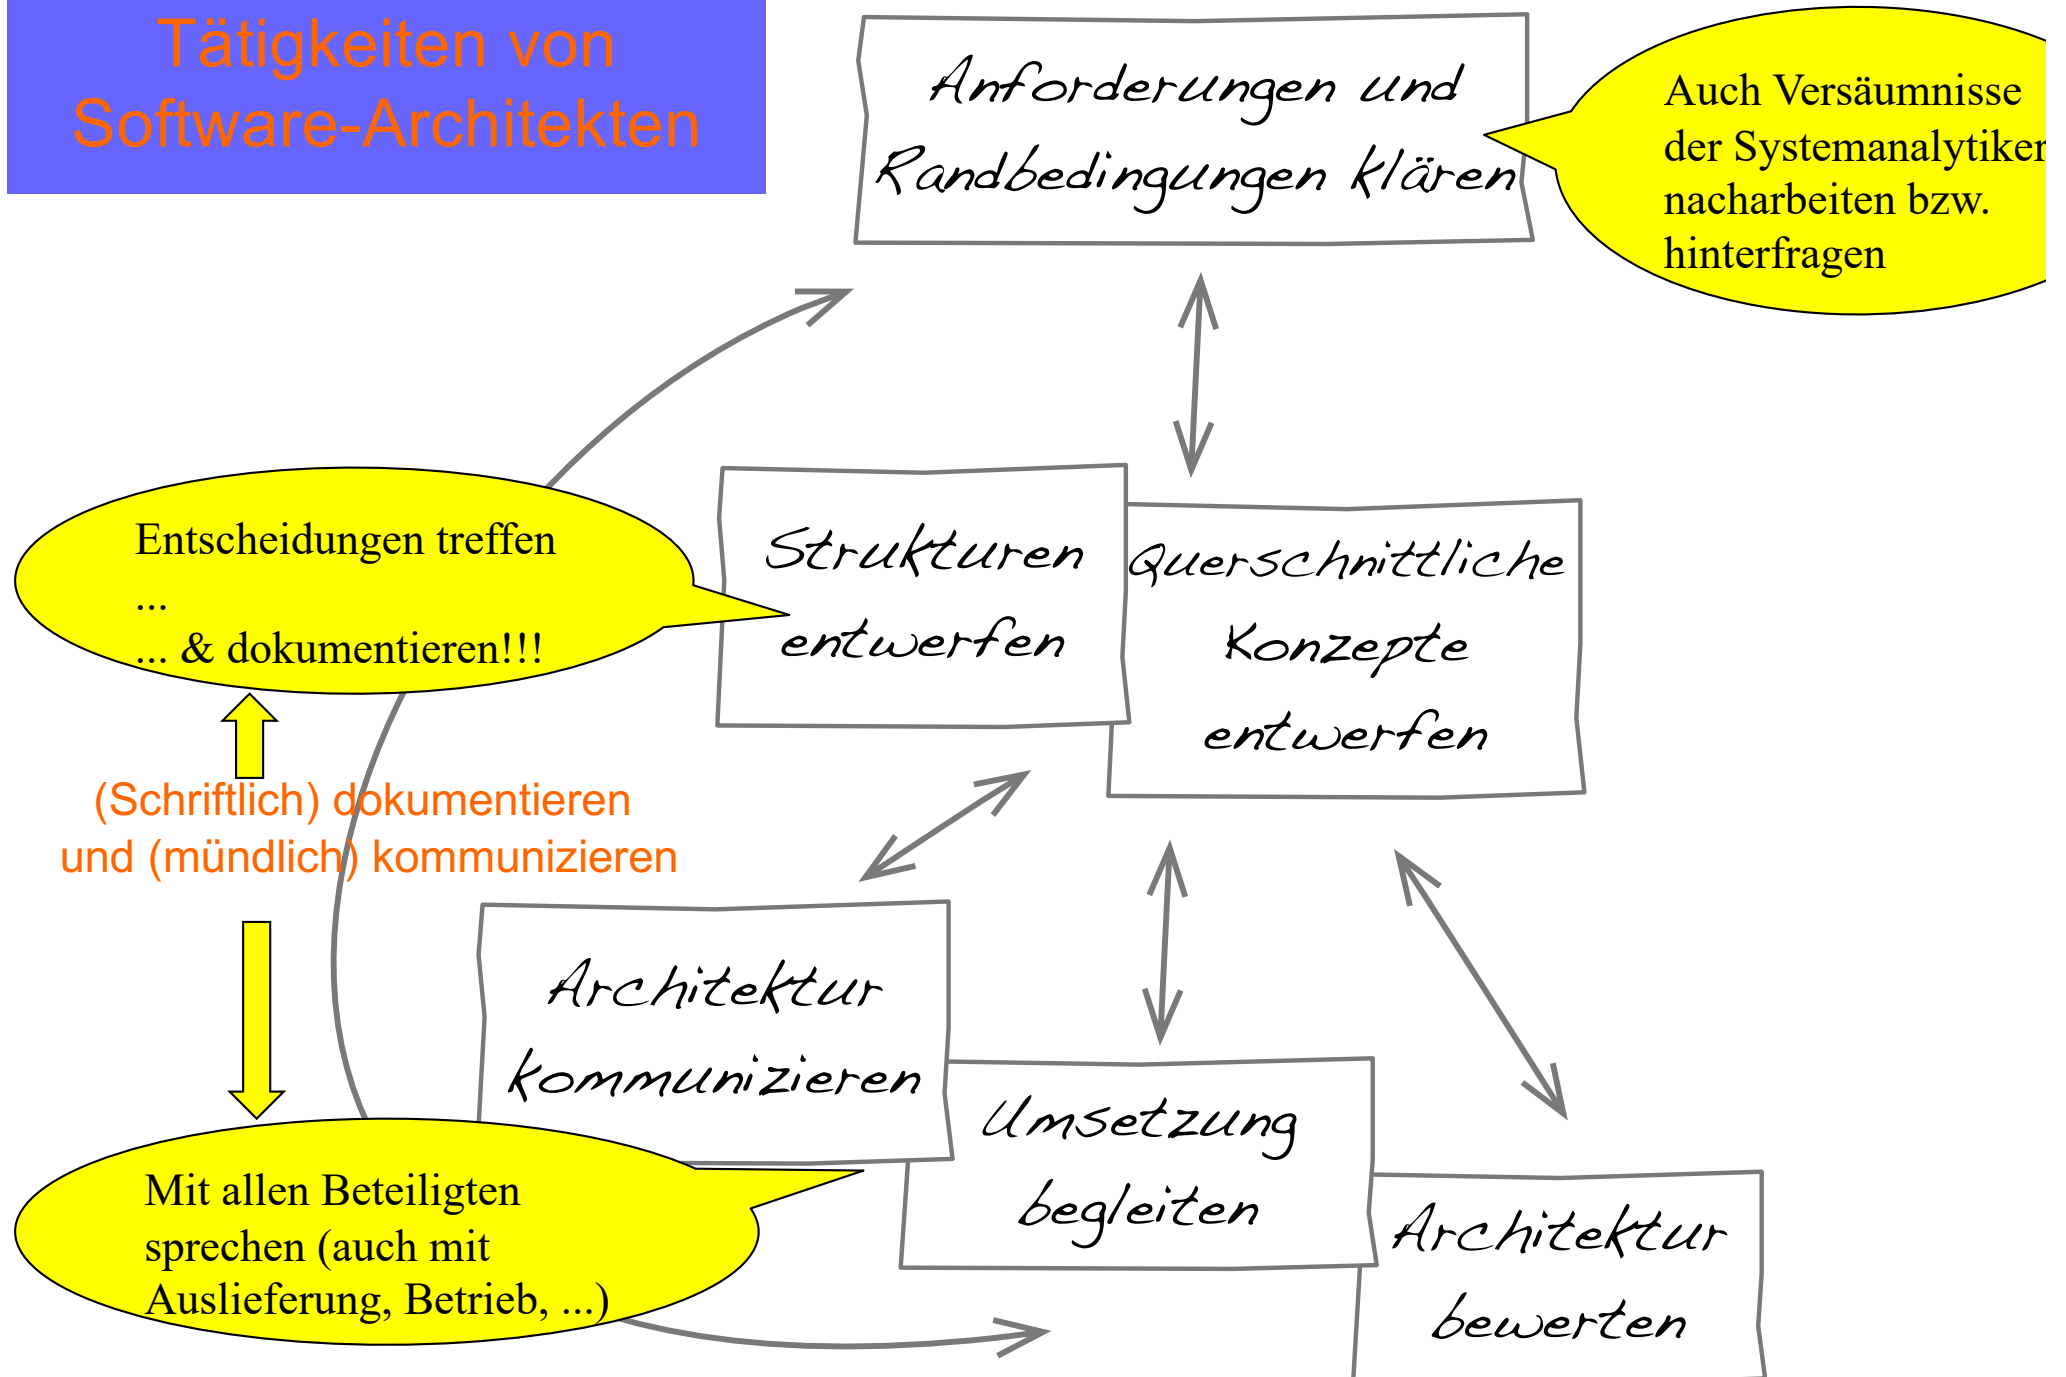 Tätigkeiten von
Software-Architekten
Anforderungen und
Randbedingungen klären
Auch Versäumnisse
der Systemanalytiker
nacharbeiten bzw.
hinterfragen
Entscheidungen treffen
...
... & dokumentieren!!!
Strukturen
entwerfen
Querschnittliche
Konzepte
entwerfen
(Schriftlich) dokumentieren
und (mündlich) kommunizieren
Architektur
kommunizieren
Umsetzung
begleiten
Architektur
bewerten
Mit allen Beteiligten
sprechen (auch mit
Auslieferung, Betrieb, ...)